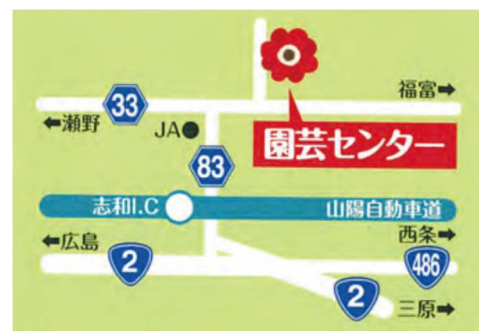 福富➡
33
⬅瀬野
JA●
園芸センター
83
志和I.C
山陽自動車道
⬅広島
西条➡
2
486
2
三原➡